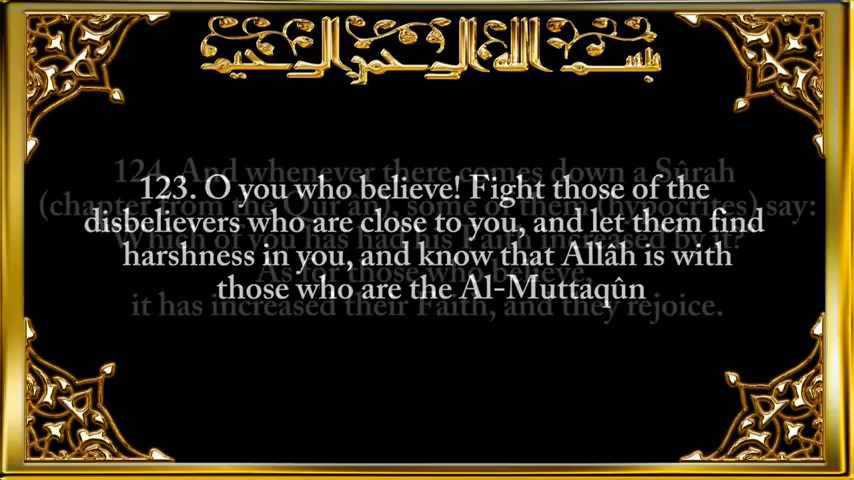 بسم الله الرحمن الرحيم
123. O you who believe! Fight those of the
disbelievers who are close to you, and let them find
harshness in you, and know that Allâh is with
those who are the Al-Muttaqûn
124. And whenever there comes down a Sûrah
(chapter from the Qur'ân), some of them (hypocrites) say:
Which of you has had his Faith increased by it?
As for those who believe,
it has increased their Faith, and they rejoice.